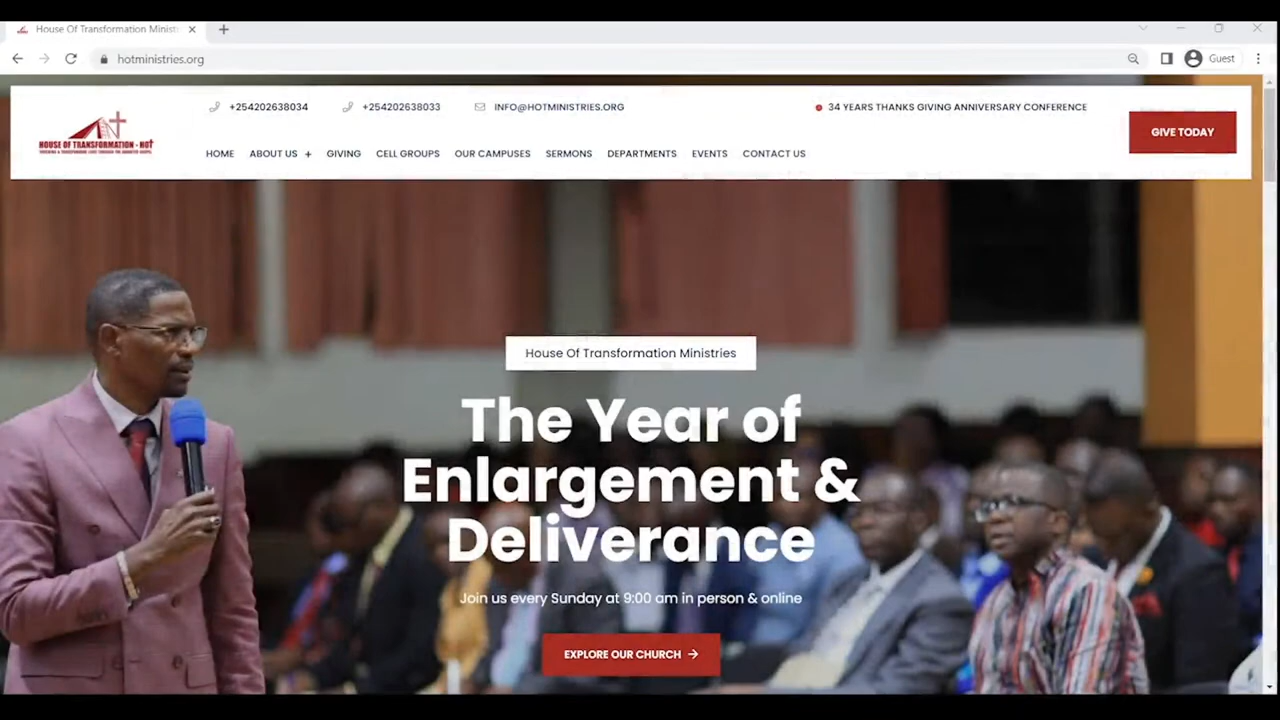 House Of Transformation Minist
hotministries.org
Guest
+254202638034
+254202638033
INFO@HOTMINISTRIES.ORG
34 YEARS THANKS GIVING ANNIVERSARY CONFERENCE
GIVE TODAY
HOUSE OF TRANSFORMATION - HOT
HOME
ABOUT US +
GIVING
CELL GROUPS
OUR CAMPUSES
SERMONS
DEPARTMENTS
EVENTS
CONTACT US
House Of Transformation Ministries
The Year of
Enlargement &
Deliverance
Join us every Sunday at 9:00 am in person & online
EXPLORE OUR CHURCH →